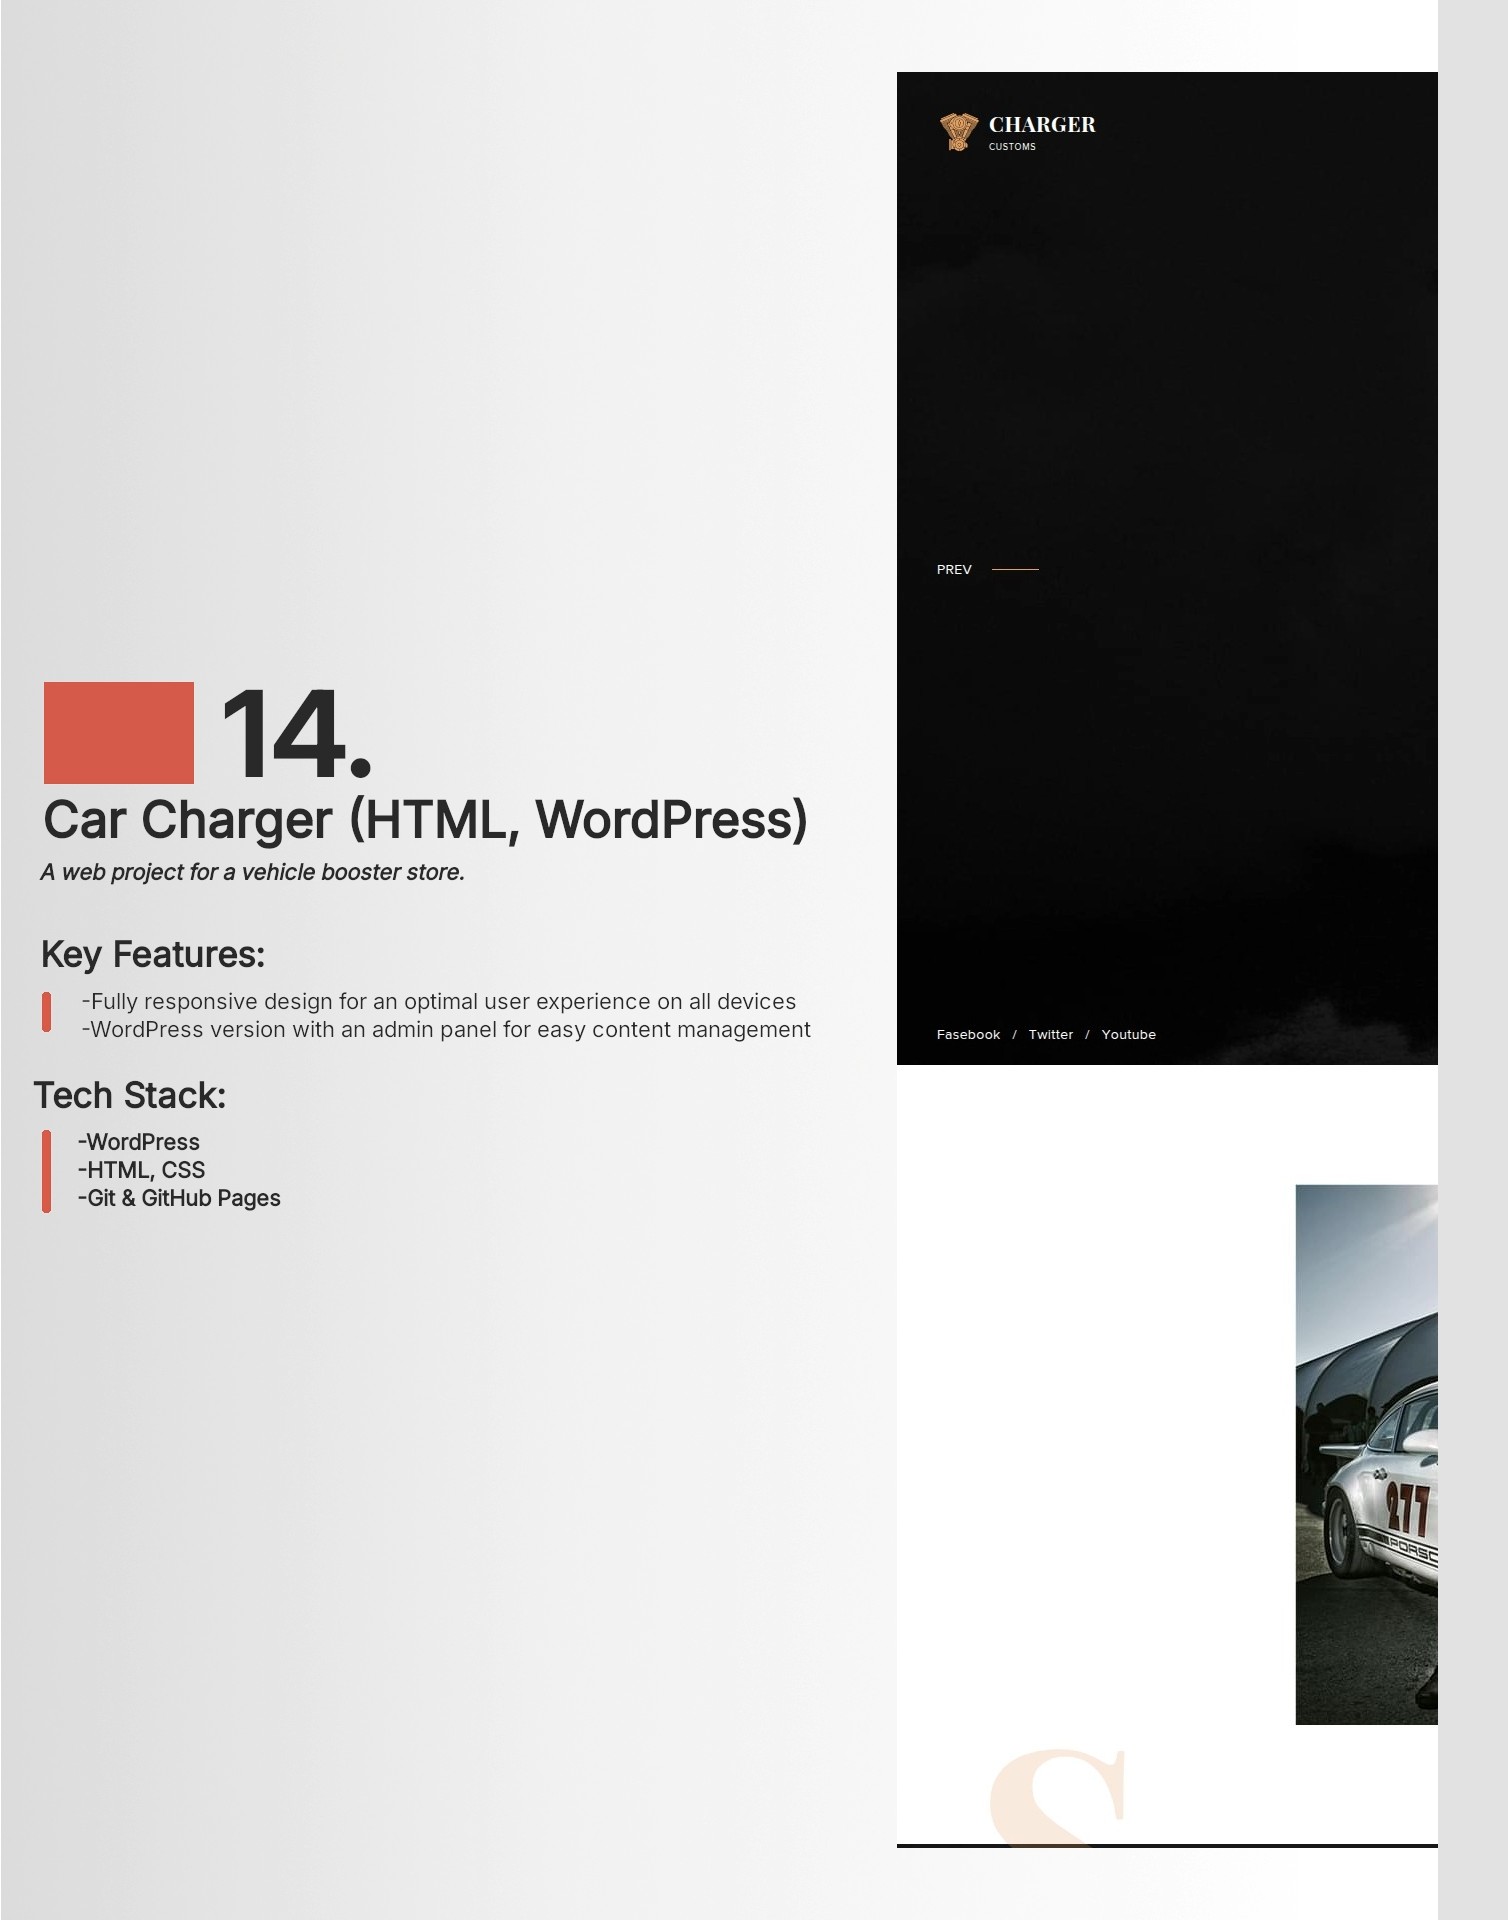 14.
Car Charger (HTML, WordPress)
A web project for a vehicle booster store.
Key Features:
-Fully responsive design for an optimal user experience on all devices
-WordPress version with an admin panel for easy content management
Tech Stack:
-WordPress
-HTML, CSS
-Git & GitHub Pages
CHARGER
CUSTOMS
PREV
Fasebook / Twitter / Youtube
277
PORSC
S